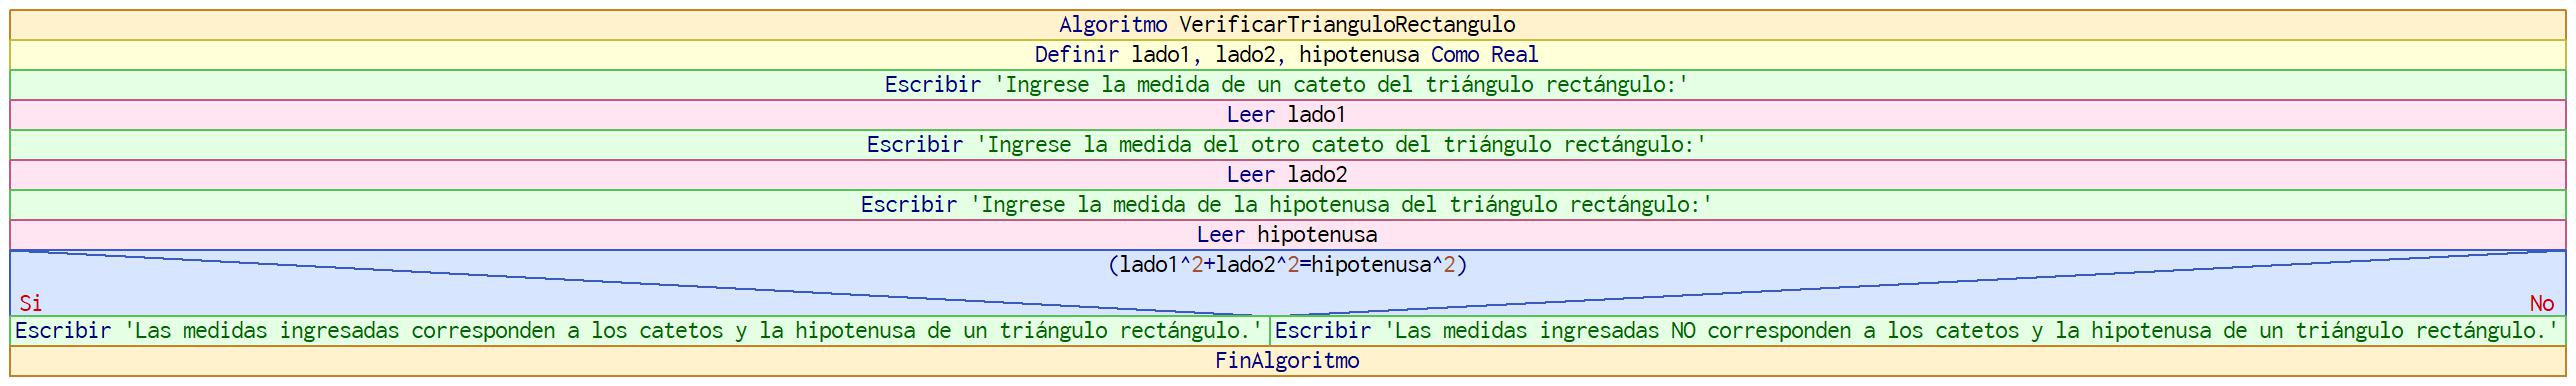 Algoritmo VerificarTrianguloRectangulo
Definir lado1, lado2, hipotenusa Como Real
Escribir 'Ingrese la medida de un cateto del triángulo rectángulo:'
Leer lado1
Escribir 'Ingrese la medida del otro cateto del triángulo rectángulo:'
Leer lado2
Escribir 'Ingrese la medida de la hipotenusa del triángulo rectángulo:'
Leer hipotenusa
(lado1^2+lado2^2=hipotenusa^2)
Si
No
Escribir 'Las medidas ingresadas corresponden a los catetos y la hipotenusa de un triángulo rectángulo.'
Escribir 'Las medidas ingresadas NO corresponden a los catetos y la hipotenusa de un triángulo rectángulo.'
FinAlgoritmo